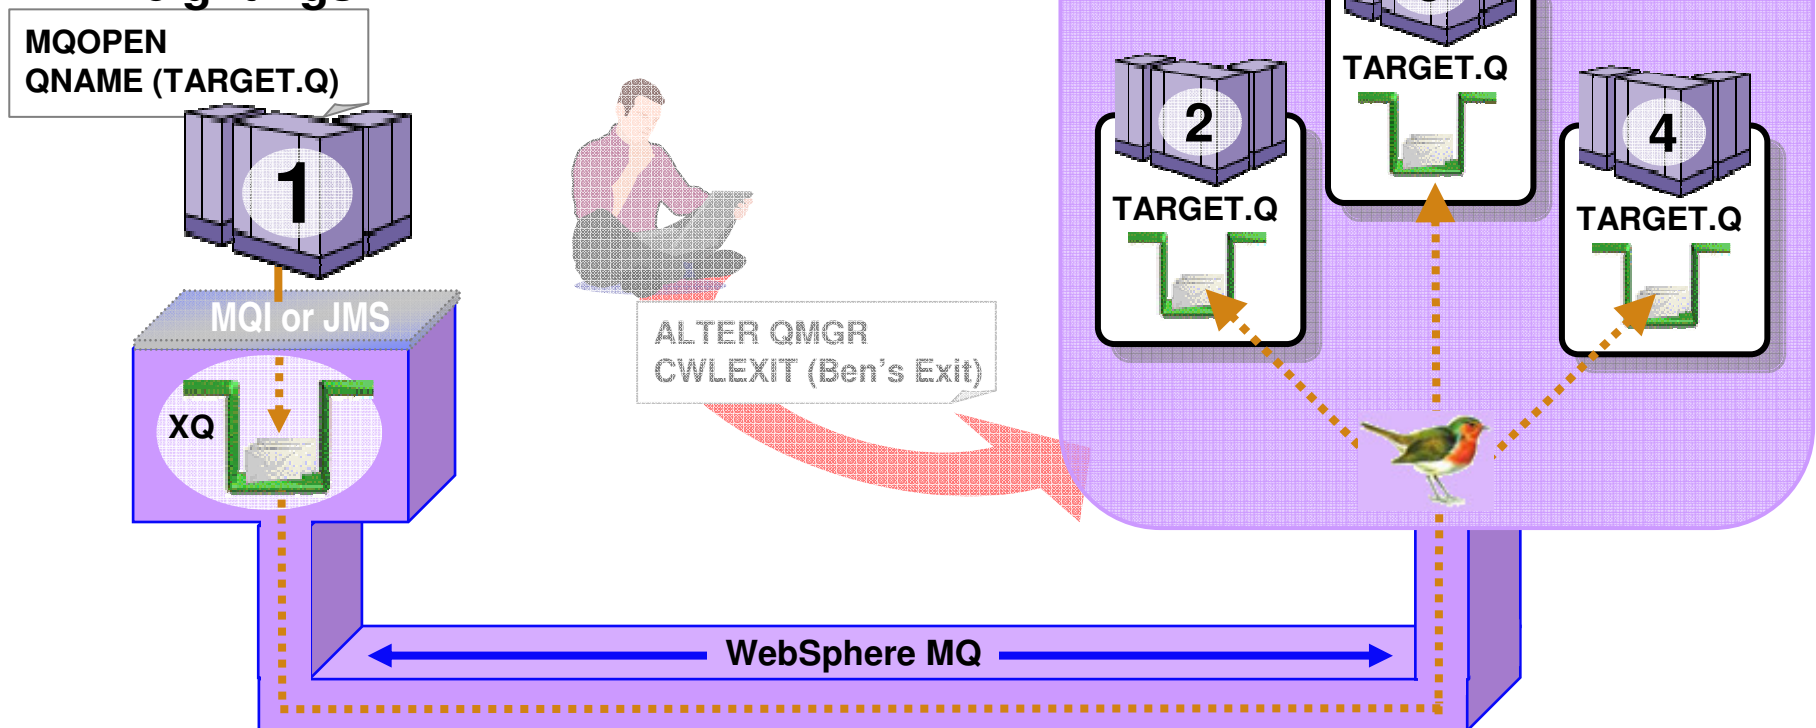 MQOPEN
QNAME (TARGET.Q)
1
MQI or JMS
XQ
ALTER QMGR
CWLEXIT (Ben's Exit)
TARGET.Q
2
TARGET.Q
4
TARGET.Q
WebSphere MQ